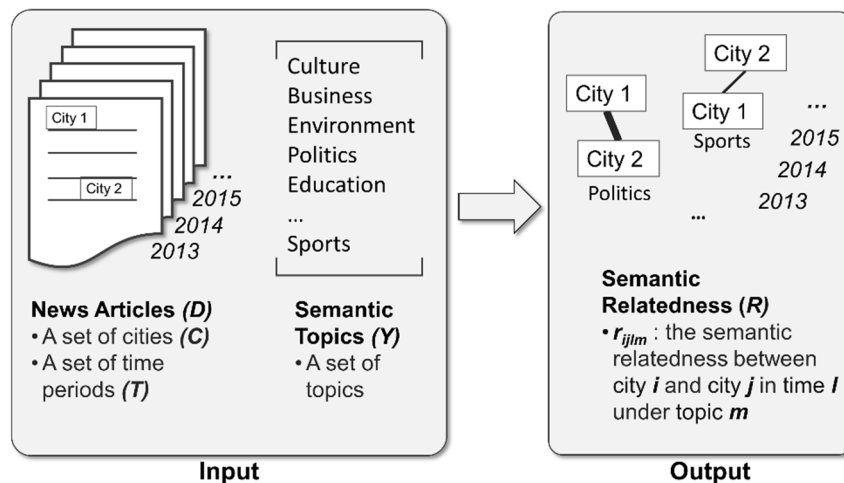 City 1
City 2
...
2015
2014
2013
Culture
Business
Environment
Politics
Education
...
Sports
News Articles (D)
• A set of cities (C)
• A set of time
periods (T)
Semantic
Topics (Y)
• A set of
topics
Input
City 1
City 2
Politics
City 2
City 1
Sports
...
2015
2014
2013
...
Semantic
Relatedness (R)
• r_ijlm : the semantic
relatedness between
city i and city j in time l
under topic m
Output